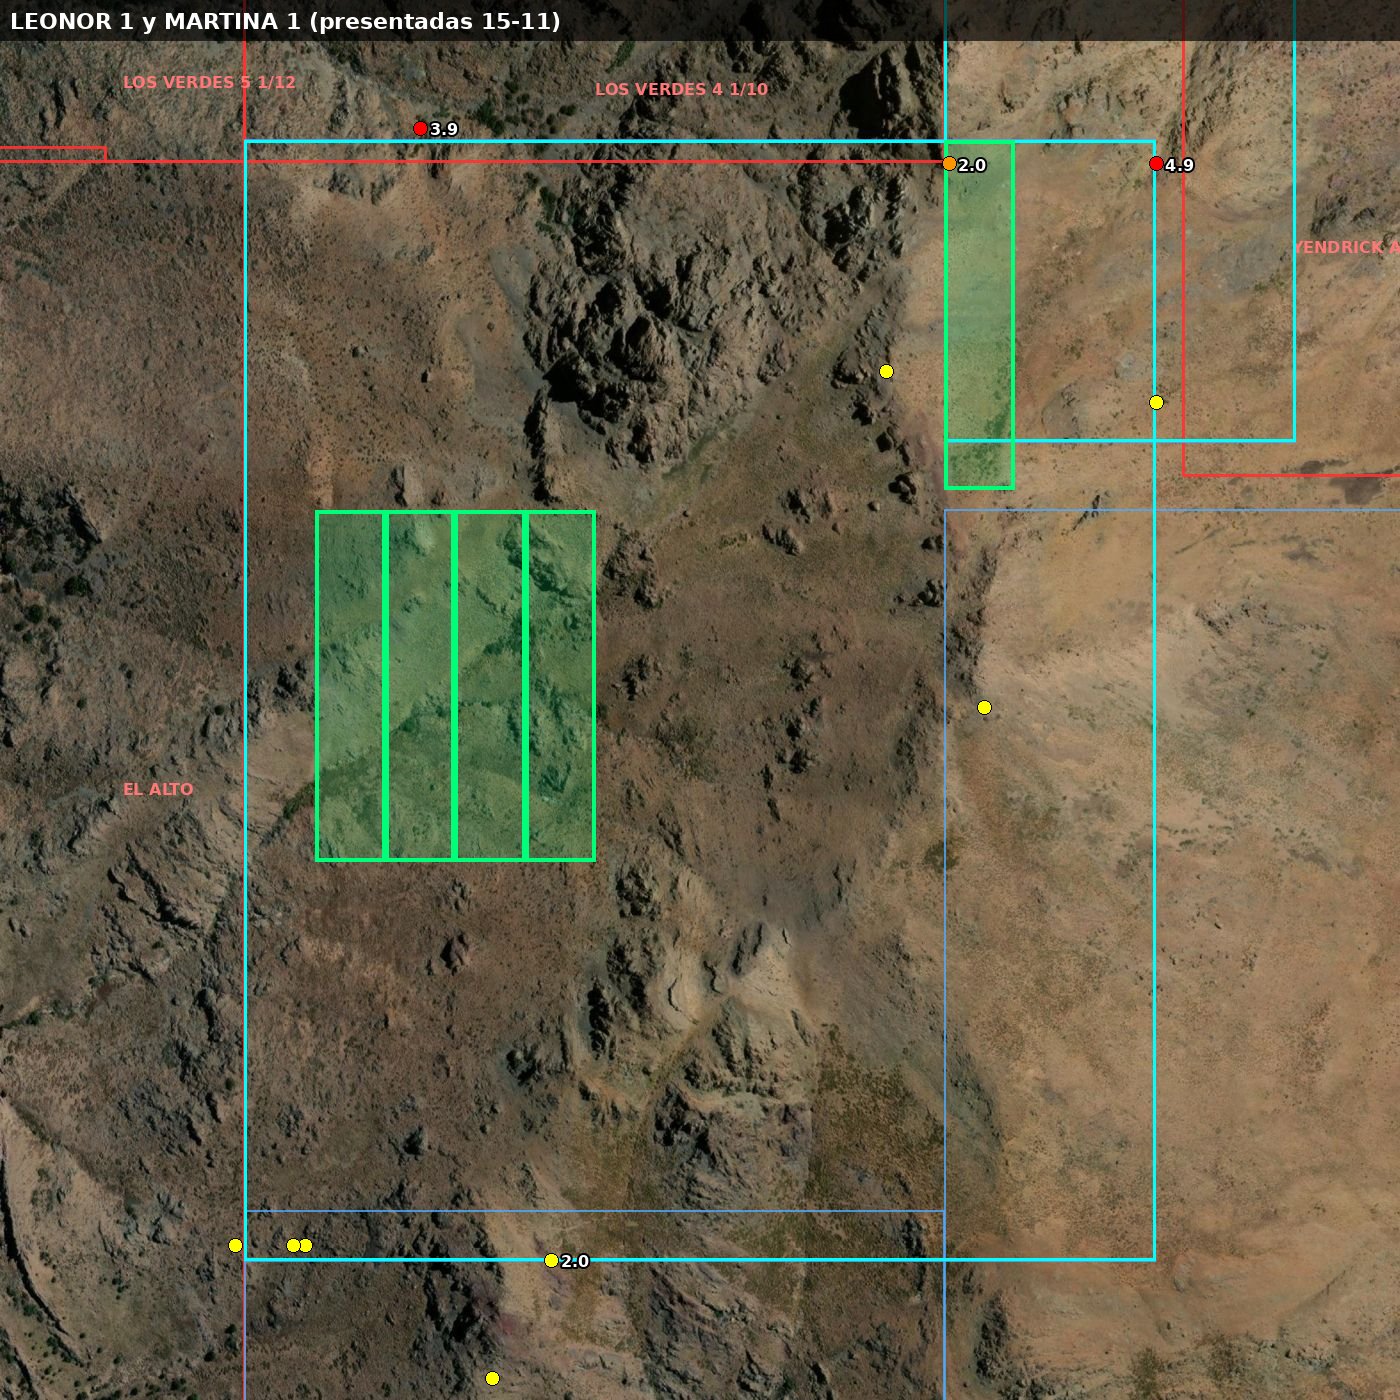 LEONOR 1 y MARTINA 1 (presentadas 15-11)
LOS VERDES 5 1/12
LOS VERDES 4 1/10
3.9
2.0
4.9
YENDRICK A
EL ALTO
2.0